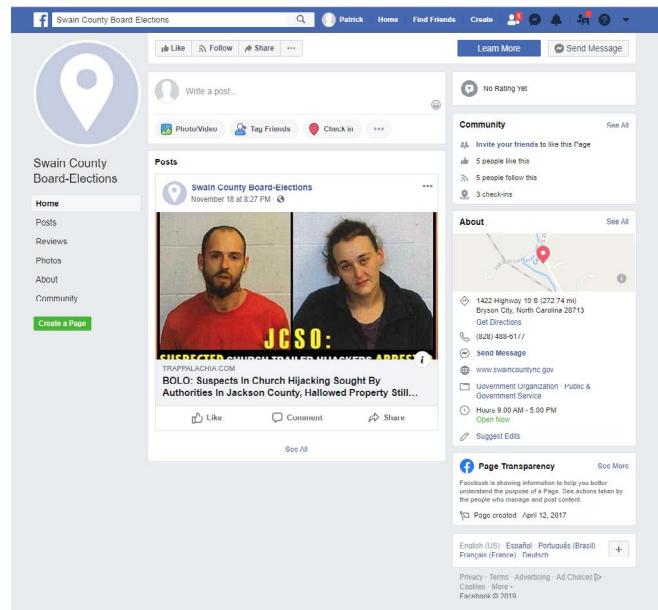 Swain County Board Elections
Patrick Home Find Friends Create
Like Follow Share ...
Learn More
Send Message
Swain County
Board-Elections
Home
Posts
Reviews
Photos
About
Community
Create a Page
Write a post...
Photo/Video
Tag Friends
Check in
...
Posts
Swain County Board-Elections
November 18 at 8:27 PM
JCSO:
SUSPECTED CHURCH TRAILER HIJACKERS
TRAPPALACHIA.COM
BOLO: Suspects In Church Hijacking Sought By
Authorities In Jackson County, Hallowed Property Still...
Like Comment Share
See All
No Rating Yet
Community See All
Invite your friends to like this Page
5 people like this
5 people follow this
3 check-ins
About See All
1422 Highway 19 S (272.74 mi)
Bryson City, North Carolina 28713
Get Directions
(828) 488-6177
Send Message
www.swaincountync.gov
Government Organization · Public &
Government Service
Hours 9:00 AM - 5:00 PM
Open Now
Suggest Edits
Page Transparency See More
Facebook is showing information to help you better
understand the purpose of a Page. See actions taken by
the people who manage and post content.
Page created April 12, 2017
English (US) · Español · Português (Brasil) ·
Français (France) · Deutsch
Privacy · Terms · Advertising · Ad Choices ·
Cookies · More
Facebook © 2019